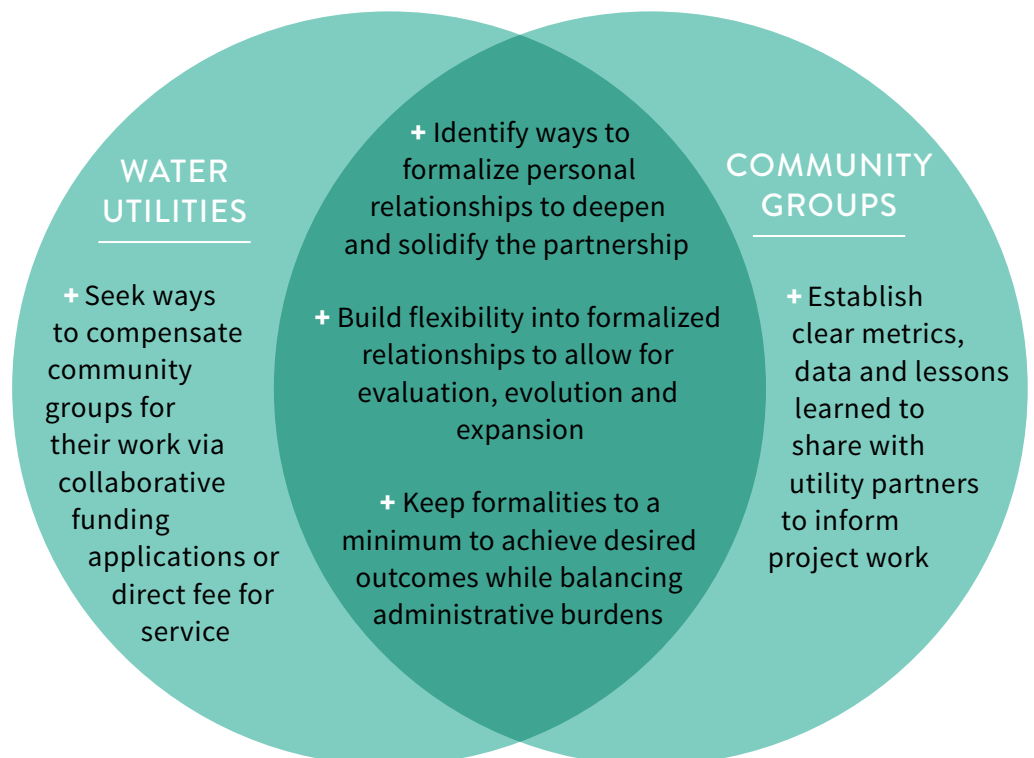 WATER
UTILITIES
+ Seek ways
to compensate
community
groups for
their work via
collaborative
funding
applications or
direct fee for
service
+ Identify ways to
formalize personal
relationships to deepen
and solidify the partnership
+ Build flexibility into formalized
relationships to allow for
evaluation, evolution and
expansion
+ Keep formalities to a
minimum to achieve desired
outcomes while balancing
administrative burdens
COMMUNITY
GROUPS
+ Establish
clear metrics,
data and lessons
learned to
share with
utility partners
to inform
project work